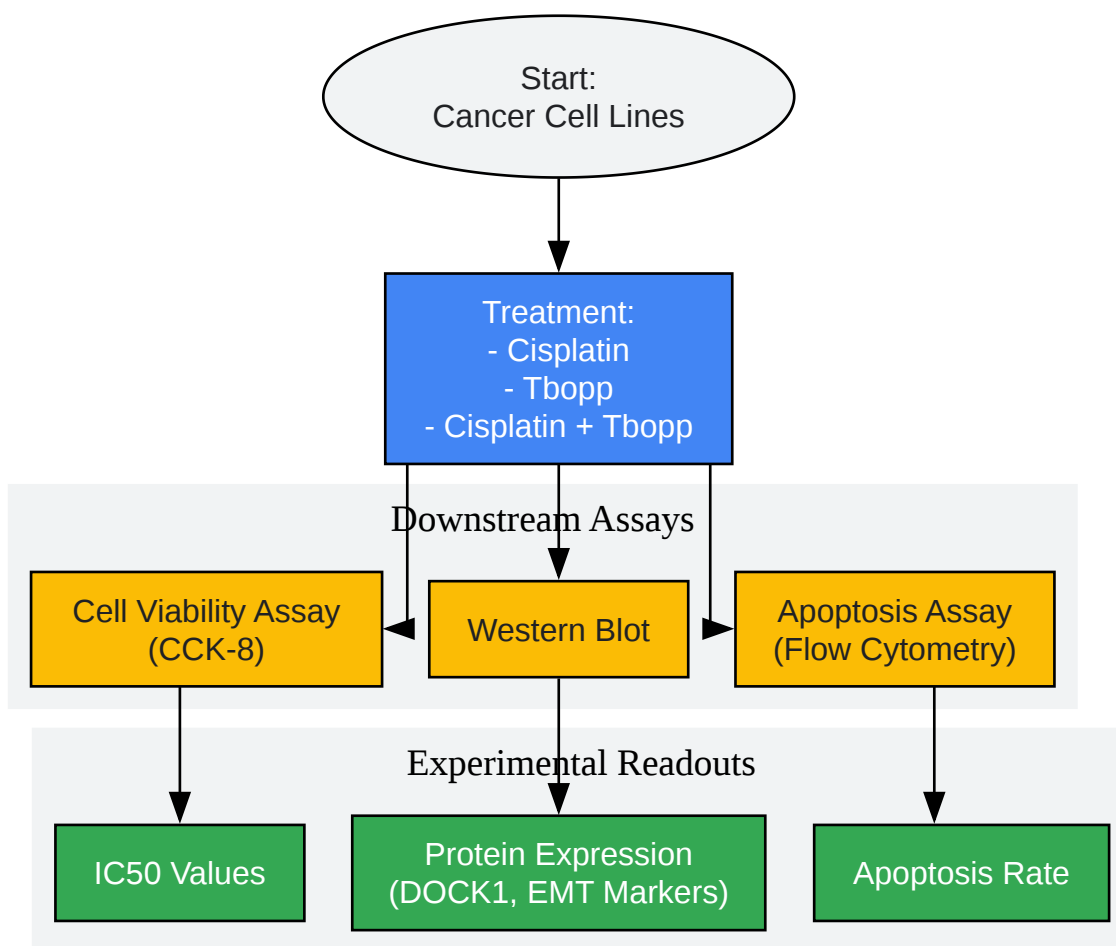 Start:
Cancer Cell Lines
Treatment:
- Cisplatin
- Tbopp
- Cisplatin + Tbopp
Downstream Assays
Cell Viability Assay
(CCK-8)
Western Blot
Apoptosis Assay
(Flow Cytometry)
Experimental Readouts
IC50 Values
Protein Expression
(DOCK1, EMT Markers)
Apoptosis Rate